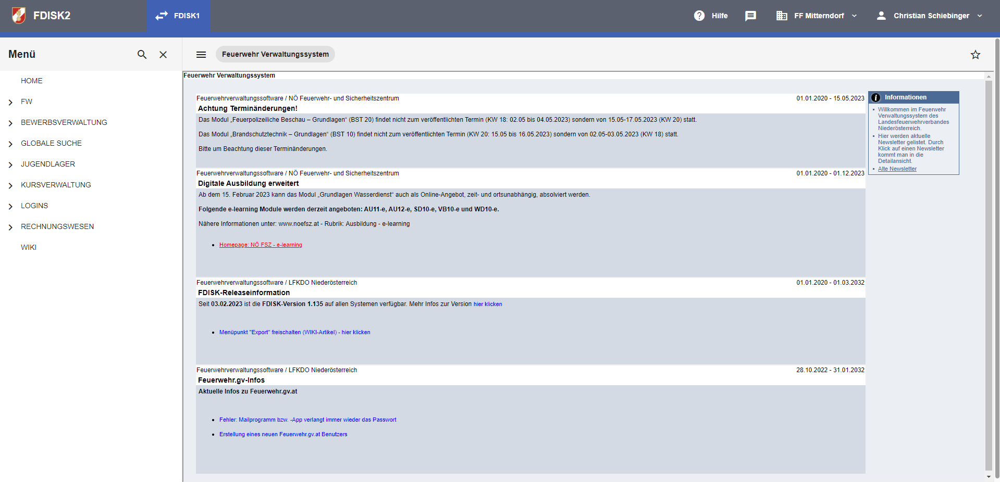 FDISK2
FDISK1
Hilfe
FF Mitterndorf
Christian Schiebinger
Menü
HOME
FW
BEWERBSVERWALTUNG
GLOBALE SUCHE
JUGENDLAGER
KURSVERWALTUNG
LOGINS
RECHNUNGSWESEN
WIKI
Feuerwehr Verwaltungssystem
Feuerwehr Verwaltungssystem
Feuerwehrverwaltungssoftware / NÖ Feuerwehr- und Sicherheitszentrum 01.01.2020 - 15.05.2023
Achtung Terminänderungen!
Das Modul „Feuerpolizeiliche Beschau – Grundlagen“ (BST 20) findet nicht zum veröffentlichten Termin (KW 18: 02.05 bis 04.05.2023) sondern von 15.05-17.05.2023 (KW 20) statt.
Das Modul „Brandschutztechnik – Grundlagen“ (BST 10) findet nicht zum veröffentlichten Termin (KW 20: 15.05 bis 16.05.2023) sondern von 02.05-03.05.2023 (KW 18) statt.
Bitte um Beachtung dieser Terminänderungen.
Feuerwehrverwaltungssoftware / NÖ Feuerwehr- und Sicherheitszentrum 01.01.2020 - 01.12.2023
Digitale Ausbildung erweitert
Ab dem 15. Februar 2023 kann das Modul „Grundlagen Wasserdienst“ auch als Online-Angebot, zeit- und ortsunabhängig, absolviert werden.
Folgende e-learning Module werden derzeit angeboten: AU11-e, AU12-e, SD10-e, VB10-e und WD10-e.
Nähere Informationen unter: www.noefsz.at - Rubrik: Ausbildung - e-learning
• Homepage: NÖ FSZ - e-learning
Feuerwehrverwaltungssoftware / LFKDO Niederösterreich 01.01.2020 - 01.03.2032
FDISK-Releaseinformation
Seit 03.02.2023 ist die FDISK-Version 1.135 auf allen Systemen verfügbar. Mehr Infos zur Version hier klicken
• Menüpunkt "Export" freischalten (WIKI-Artikel) - hier klicken
Feuerwehrverwaltungssoftware / LFKDO Niederösterreich 28.10.2022 - 31.01.2032
Feuerwehr.gv-Infos
Aktuelle Infos zu Feuerwehr.gv.at
• Fehler: Mailprogramm bzw. -App verlangt immer wieder das Passwort
• Erstellung eines neuen Feuerwehr.gv.at Benutzers
i Informationen
Willkommen im Feuerwehr
Verwaltungssystem des
Landesfeuerwehrverbandes
Niederösterreich.
Hier werden aktuelle
Newsletter gelistet. Durch
Klick auf einen Newsletter
kommt man in die
Detailansicht.
Alte Newsletter